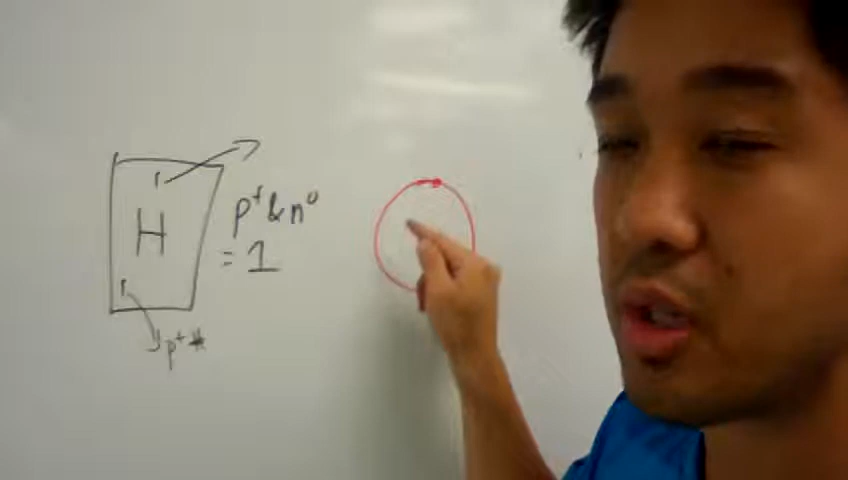 1
H
1
p⁺ & n⁰
= 1
p⁺ #